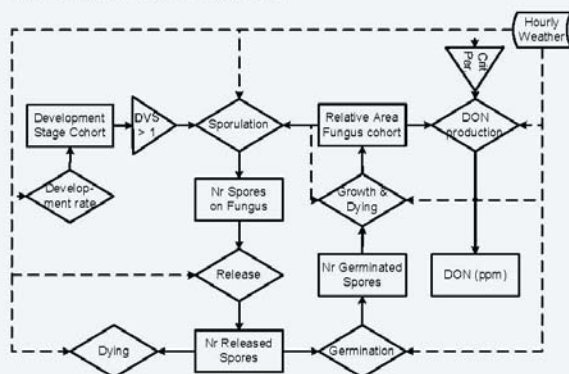 Hourly
Weather
Crit
Par
Development
Stage Cohort
DVS
> 1
Sporulation
Relative Area
Fungus cohort
DON
production
Develop-
ment rate
Nr Spores
on Fungus
Growth &
Dying
Release
Nr Germinated
Spores
DON (ppm)
Dying
Nr Released
Spores
Germination